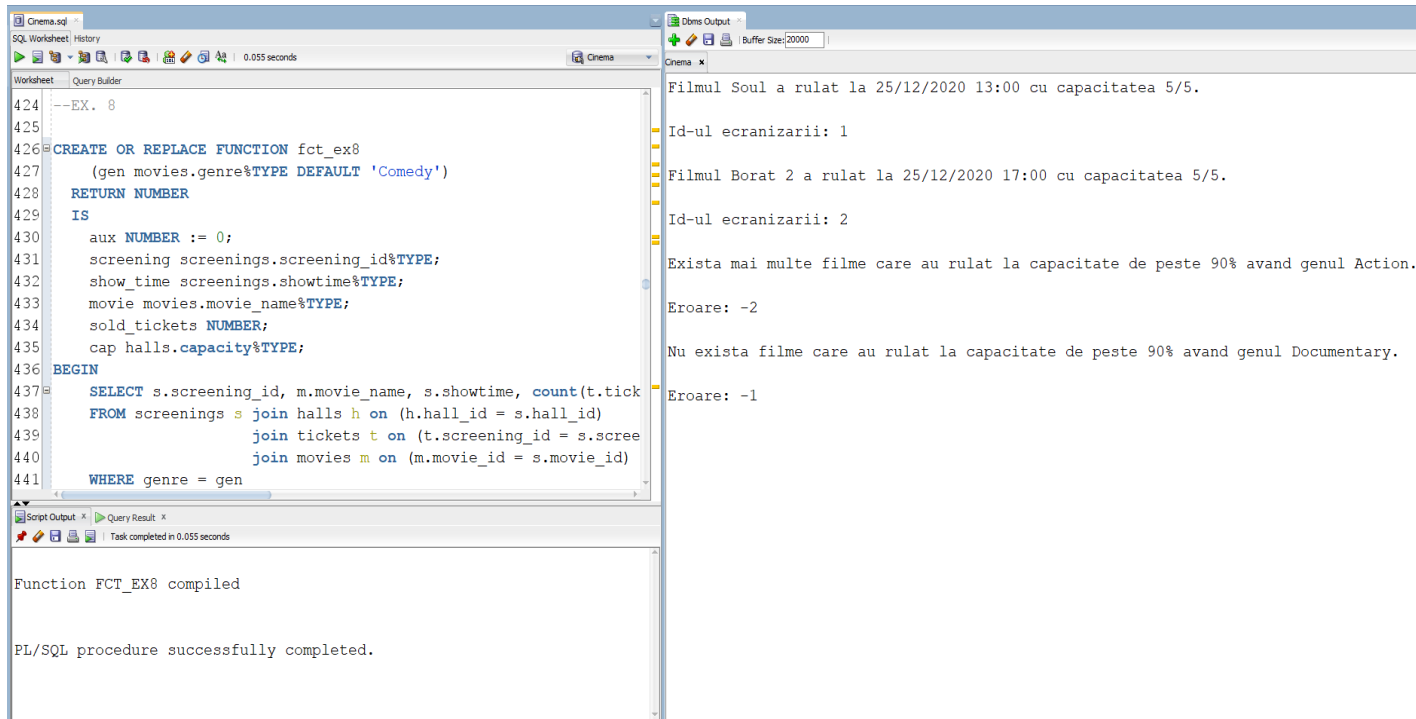 Cinema.sql
SQL Worksheet History
0.055 seconds
Cinema
Worksheet Query Builder
424 --EX. 8
425
426 CREATE OR REPLACE FUNCTION fct_ex8
427 (gen movies.genre%TYPE DEFAULT 'Comedy')
428 RETURN NUMBER
429 IS
430 aux NUMBER := 0;
431 screening screenings.screening_id%TYPE;
432 show_time screenings.showtime%TYPE;
433 movie movies.movie_name%TYPE;
434 sold_tickets NUMBER;
435 cap halls.capacity%TYPE;
436 BEGIN
437 SELECT s.screening_id, m.movie_name, s.showtime, count(t.tick
438 FROM screenings s join halls h on (h.hall_id = s.hall_id)
439 join tickets t on (t.screening_id = s.scree
440 join movies m on (m.movie_id = s.movie_id)
441 WHERE genre = gen
Script Output x Query Result x
Task completed in 0.055 seconds
Function FCT_EX8 compiled
PL/SQL procedure successfully completed.
Dbms Output
Buffer Size: 20000
Cinema x
Filmul Soul a rulat la 25/12/2020 13:00 cu capacitatea 5/5.
Id-ul ecranizarii: 1
Filmul Borat 2 a rulat la 25/12/2020 17:00 cu capacitatea 5/5.
Id-ul ecranizarii: 2
Exista mai multe filme care au rulat la capacitate de peste 90% avand genul Action.
Eroare: -2
Nu exista filme care au rulat la capacitate de peste 90% avand genul Documentary.
Eroare: -1